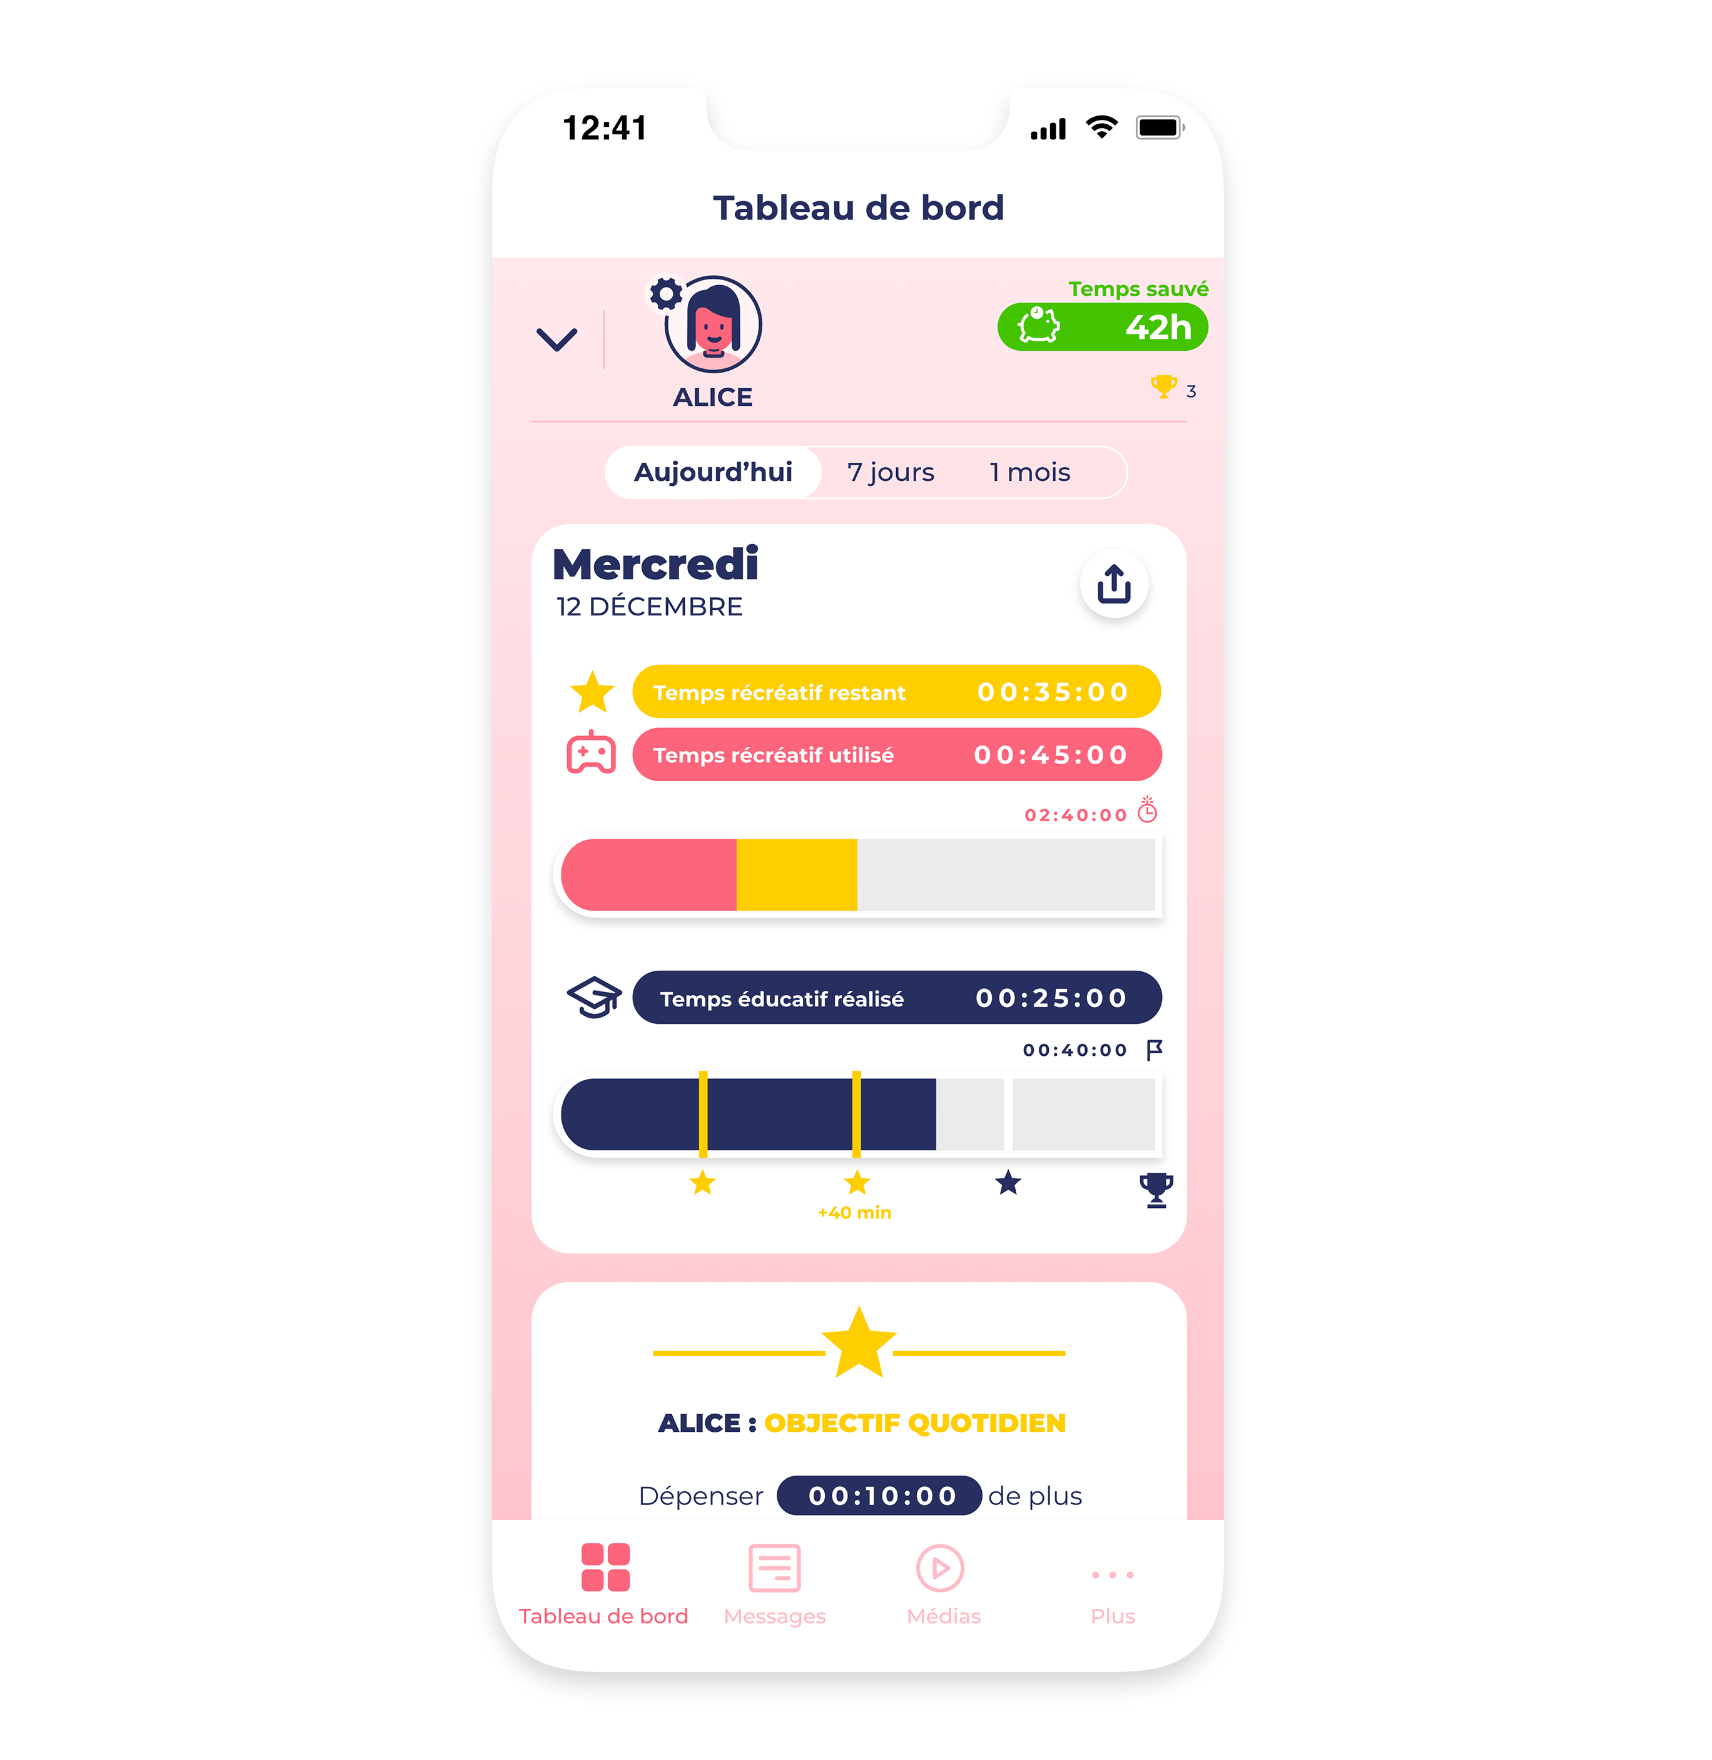 12:41
Tableau de bord
Temps sauvé
42h
ALICE
3
Aujourd’hui 7 jours 1 mois
Mercredi
12 DÉCEMBRE
Temps récréatif restant 00:35:00
Temps récréatif utilisé 00:45:00
02:40:00
Temps éducatif réalisé 00:25:00
00:40:00
+40 min
ALICE : OBJECTIF QUOTIDIEN
Dépenser 00:10:00 de plus
Tableau de bord Messages Médias Plus